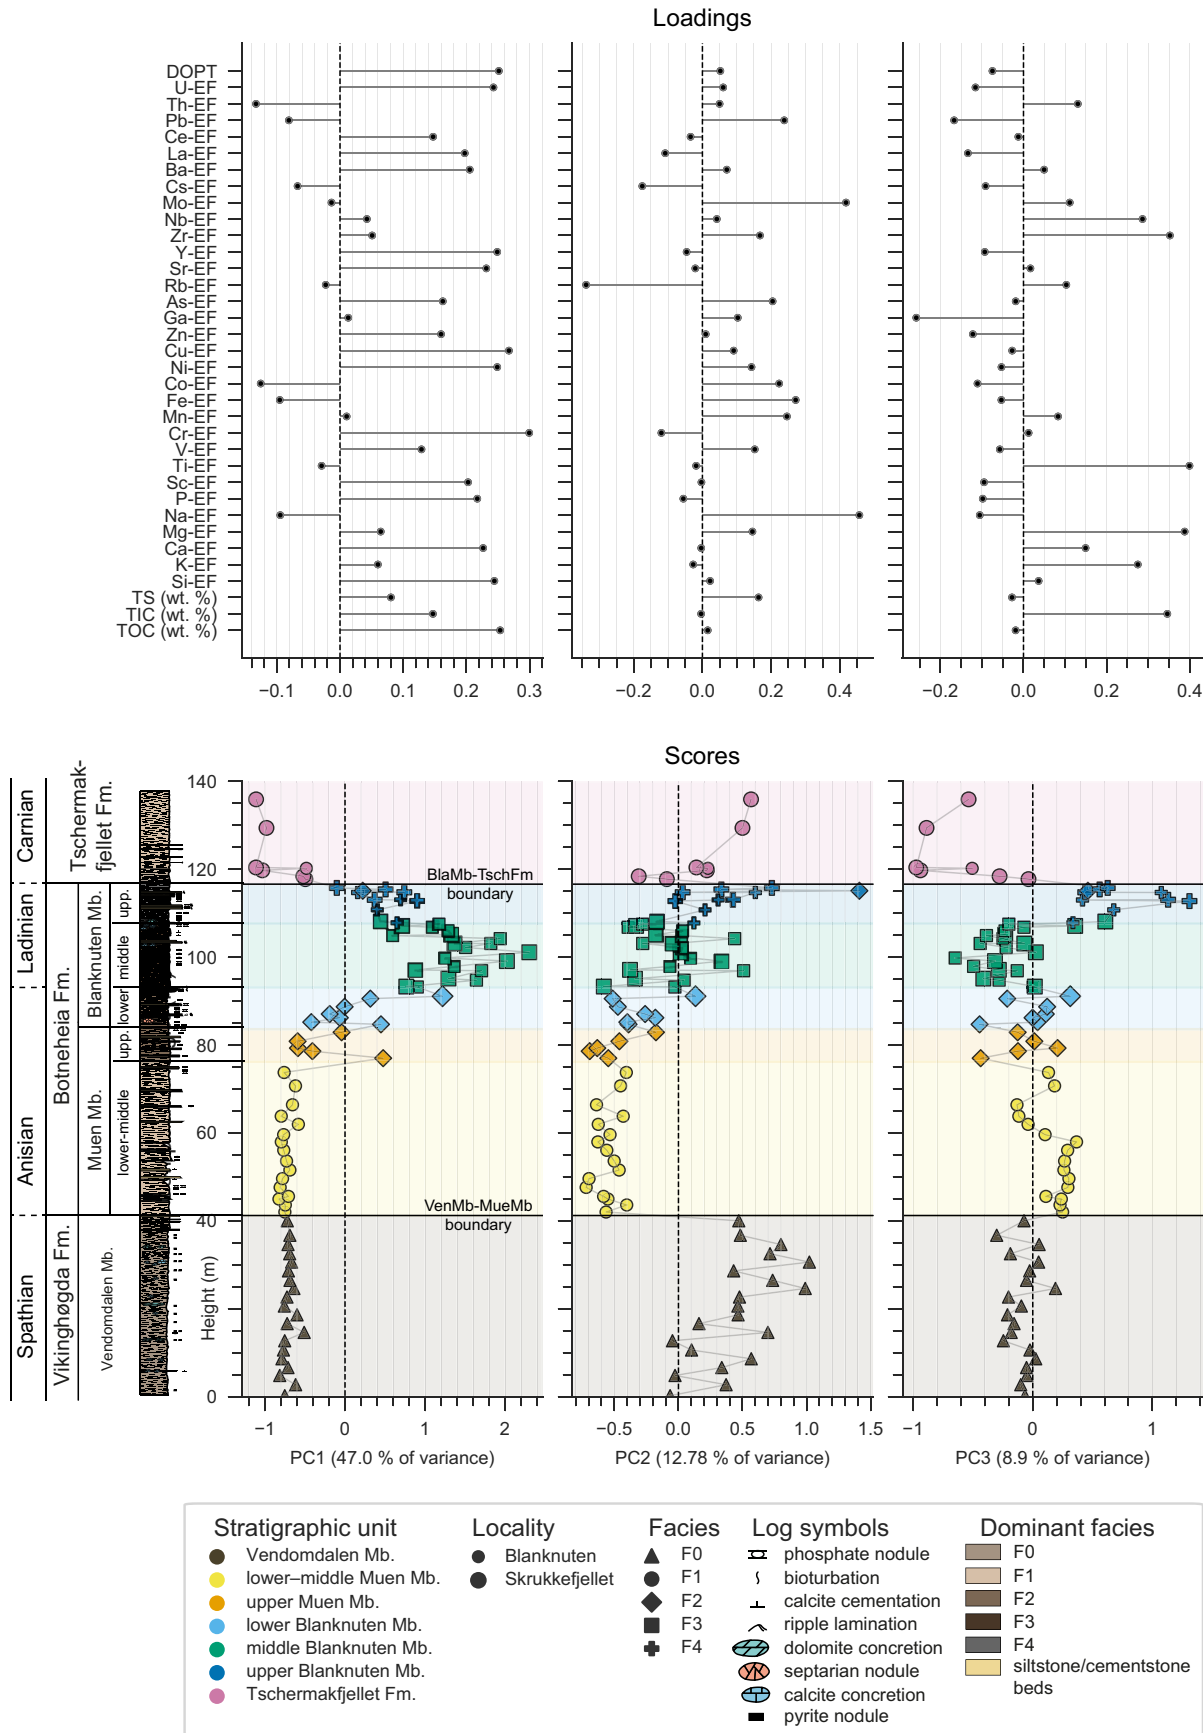 Loadings
DOPT
U-EF
Th-EF
Pb-EF
Ce-EF
La-EF
Ba-EF
Cs-EF
Mo-EF
Nb-EF
Zr-EF
Y-EF
Sr-EF
Rb-EF
As-EF
Ga-EF
Zn-EF
Cu-EF
Ni-EF
Co-EF
Fe-EF
Mn-EF
Cr-EF
V-EF
Ti-EF
Sc-EF
P-EF
Na-EF
Mg-EF
Ca-EF
K-EF
Si-EF
TS (wt. %)
TIC (wt. %)
TOC (wt. %)
−0.1 0.0 0.1 0.2 0.3
−0.2 0.0 0.2 0.4
−0.2 0.0 0.2 0.4
Scores
Carnian
Ladinian
Anisian
Spathian
Tschermak-
fjellet Fm.
Botneheia Fm.
Vikinghøgda Fm.
Blanknuten Mb.
Muen Mb.
Vendomdalen Mb.
upp.
middle
lower
upp.
lower-middle
140
120
100
80
60
40
0
Height (m)
BlaMb-TschFm
boundary
VenMb-MueMb
boundary
−1 0 1 2
PC1 (47.0 % of variance)
−0.5 0.0 0.5 1.0 1.5
PC2 (12.78 % of variance)
−1 0 1
PC3 (8.9 % of variance)
Stratigraphic unit
Vendomdalen Mb.
lower–middle Muen Mb.
upper Muen Mb.
lower Blanknuten Mb.
middle Blanknuten Mb.
upper Blanknuten Mb.
Tschermakfjellet Fm.
Locality
Blanknuten
Skrukkefjellet
Facies
F0
F1
F2
F3
F4
Log symbols
phosphate nodule
bioturbation
calcite cementation
ripple lamination
dolomite concretion
septarian nodule
calcite concretion
pyrite nodule
Dominant facies
F0
F1
F2
F3
F4
siltstone/cementstone
beds